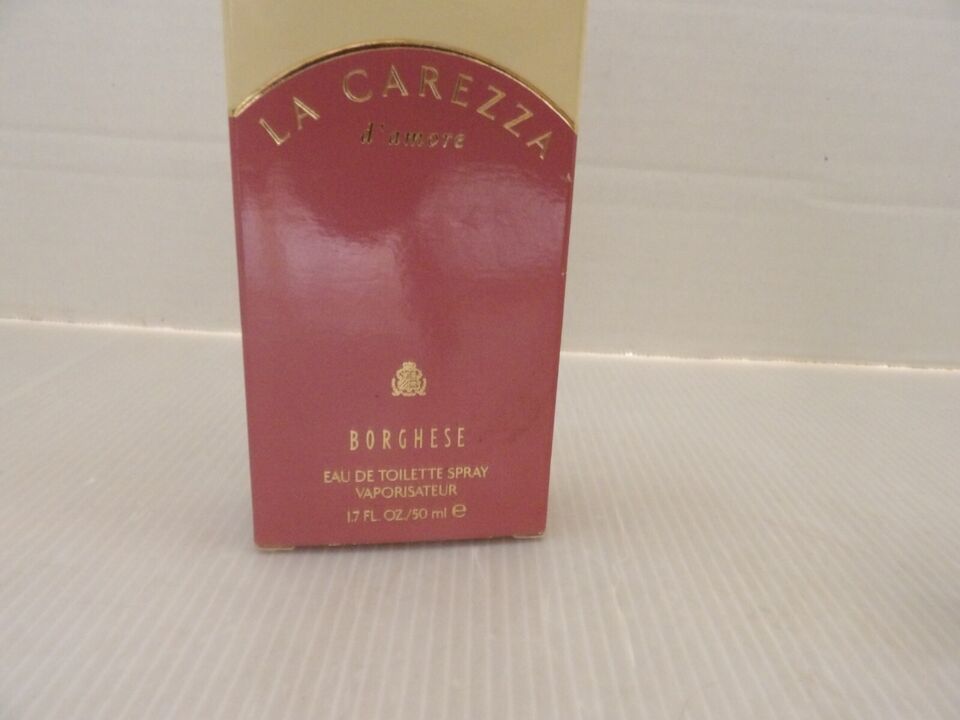 LA CAREZZA
d'amore
BORGHESE
EAU DE TOILETTE SPRAY
VAPORISATEUR
1.7 FL. OZ./50 ml ℮